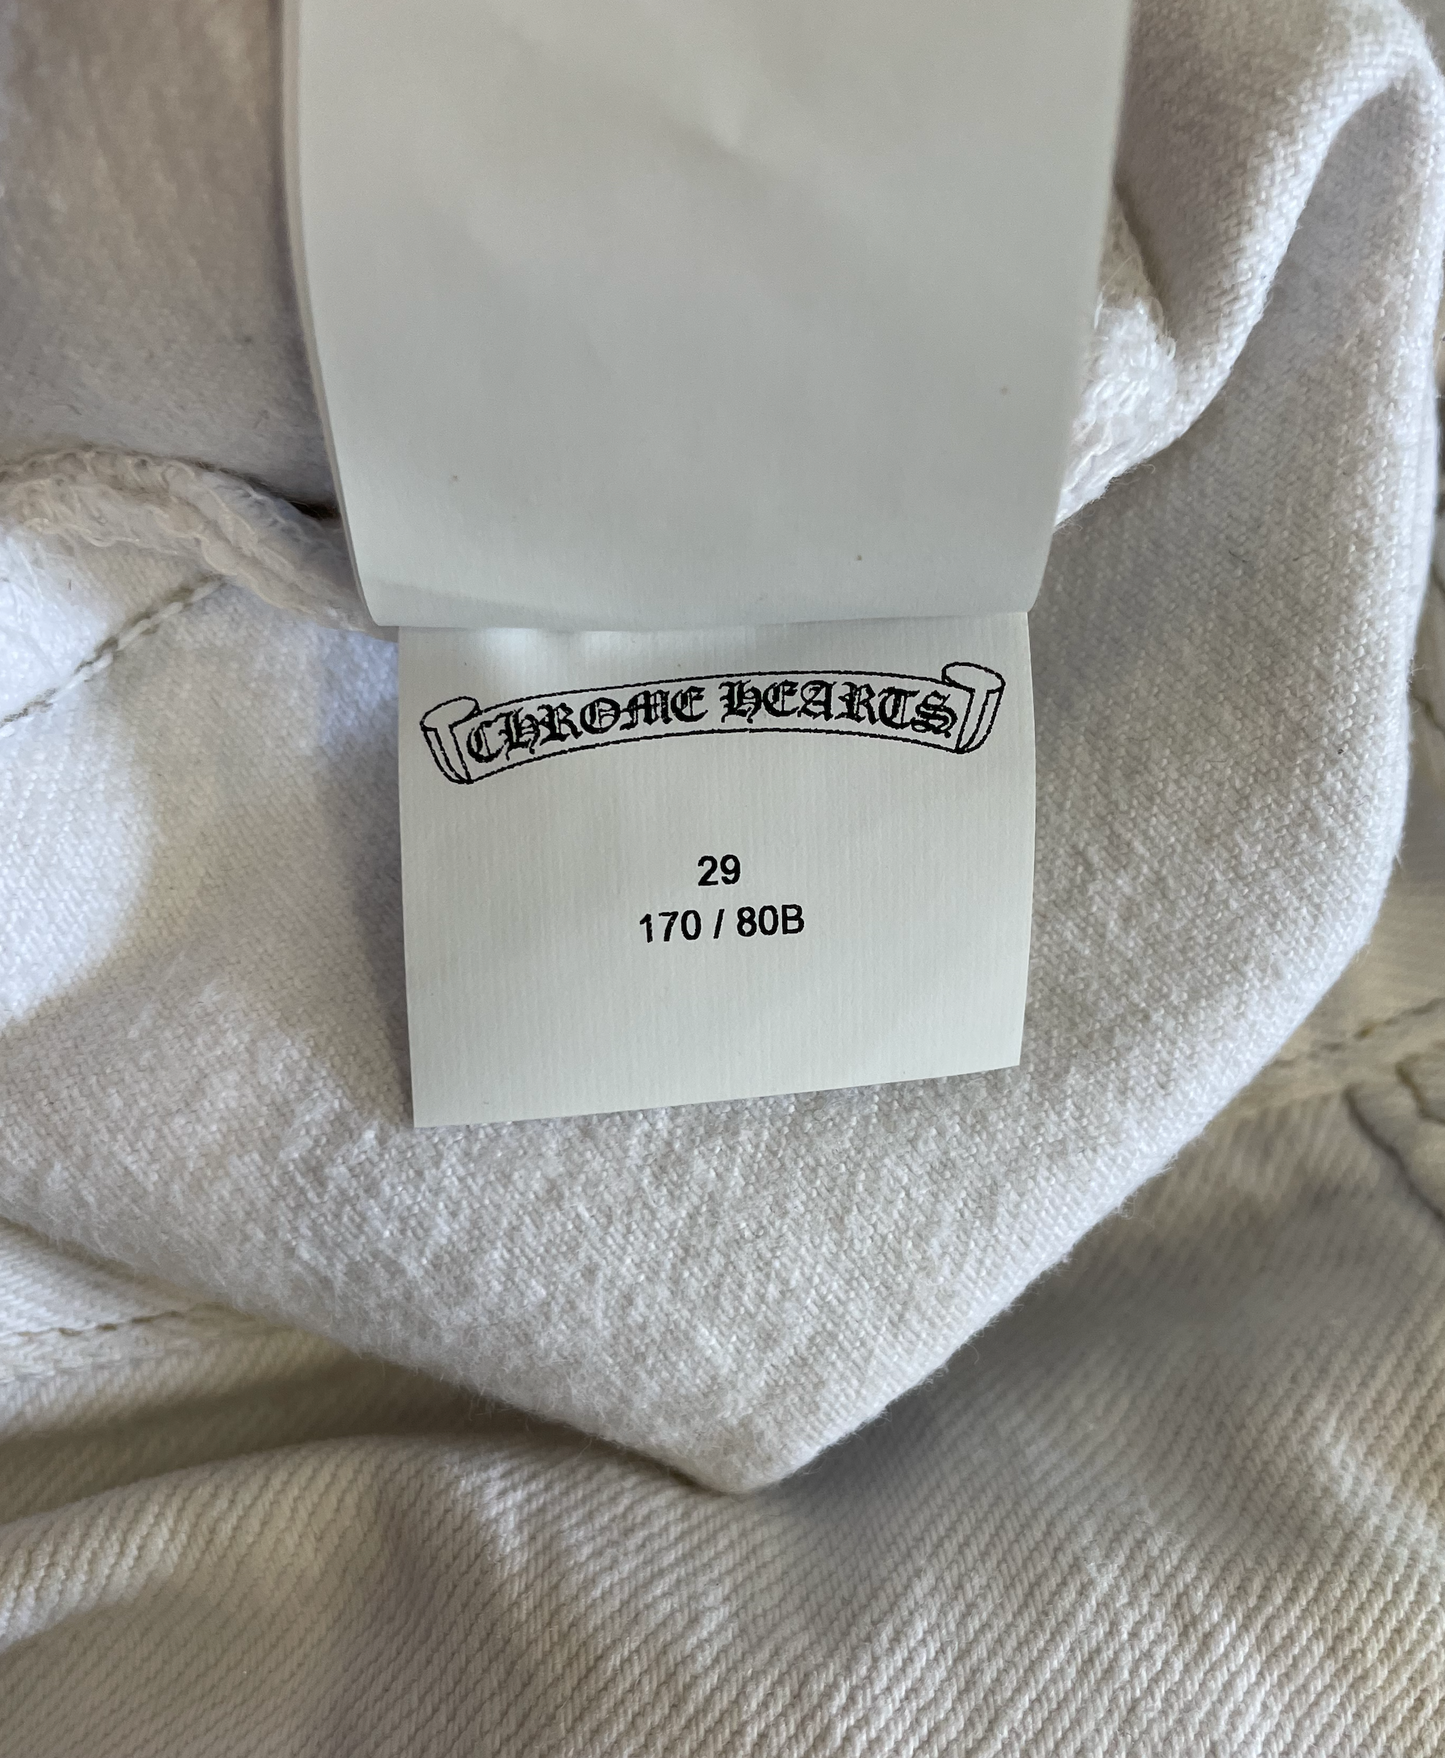 CHROME HEARTS
29
170 / 80B